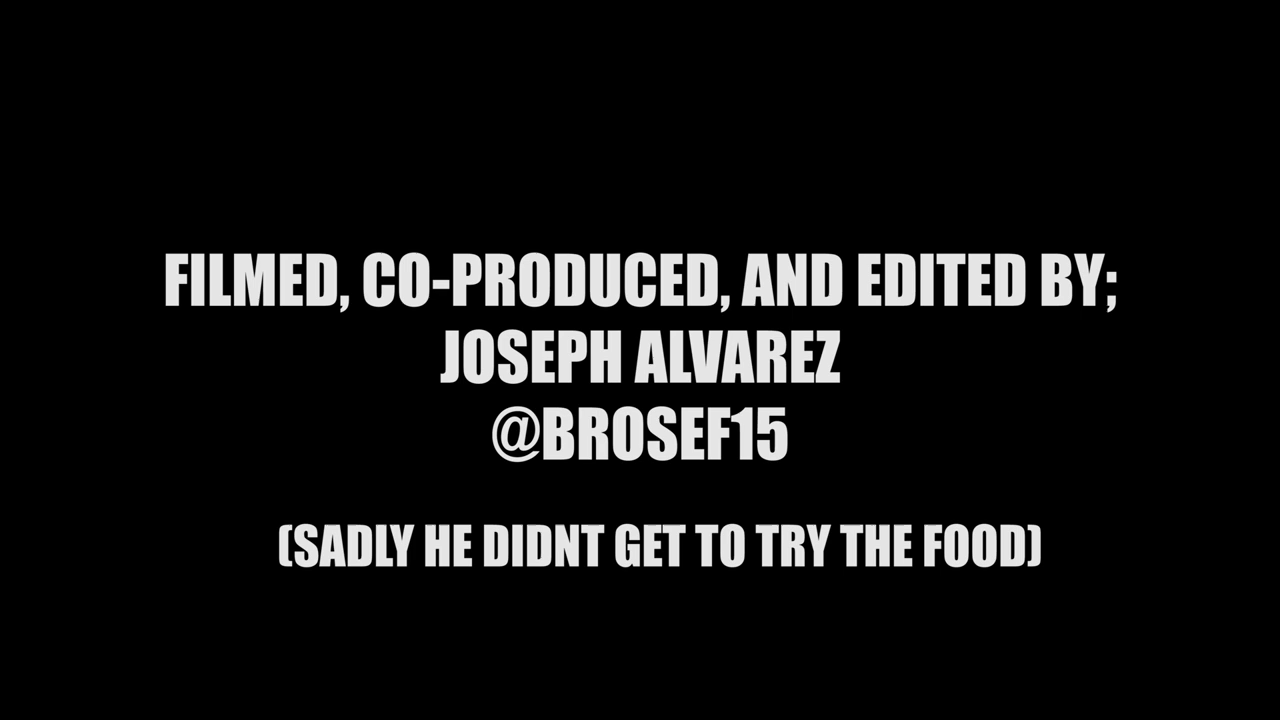 FILMED, CO-PRODUCED, AND EDITED BY;
JOSEPH ALVAREZ
@BROSEF15
(SADLY HE DIDNT GET TO TRY THE FOOD)